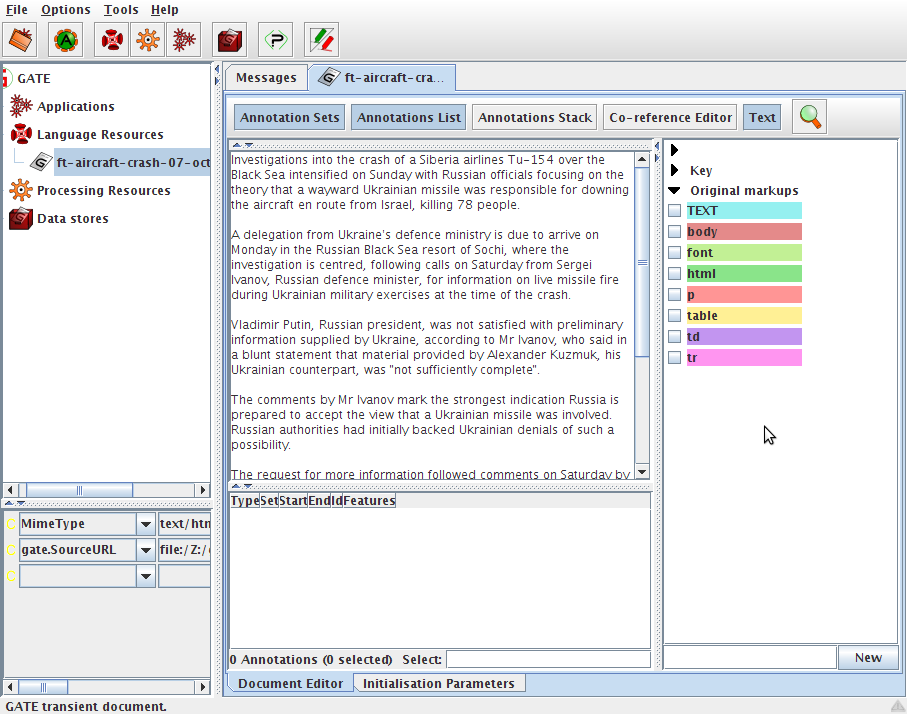 File Options Tools Help
GATE
Applications
Language Resources
ft-aircraft-crash-07-oct
Processing Resources
Data stores
MimeType text/htm
gate.SourceURL file:/Z:/
GATE transient document.
Messages ft-aircraft-cra...
Annotation Sets Annotations List Annotations Stack Co-reference Editor Text
Investigations into the crash of a Siberia airlines Tu-154 over the
Black Sea intensified on Sunday with Russian officials focusing on the
theory that a wayward Ukrainian missile was responsible for downing
the aircraft en route from Israel, killing 78 people.
A delegation from Ukraine's defence ministry is due to arrive on
Monday in the Russian Black Sea resort of Sochi, where the
investigation is centred, following calls on Saturday from Sergei
Ivanov, Russian defence minister, for information on live missile fire
during Ukrainian military exercises at the time of the crash.
Vladimir Putin, Russian president, was not satisfied with preliminary
information supplied by Ukraine, according to Mr Ivanov, who said in
a blunt statement that material provided by Alexander Kuzmuk, his
Ukrainian counterpart, was "not sufficiently complete".
The comments by Mr Ivanov mark the strongest indication Russia is
prepared to accept the view that a Ukrainian missile was involved.
Russian authorities had initially backed Ukrainian denials of such a
possibility.
The request for more information followed comments on Saturday by
Type Set Start End Id Features
0 Annotations (0 selected) Select:
Document Editor Initialisation Parameters
Key
Original markups
TEXT
body
font
html
p
table
td
tr
New